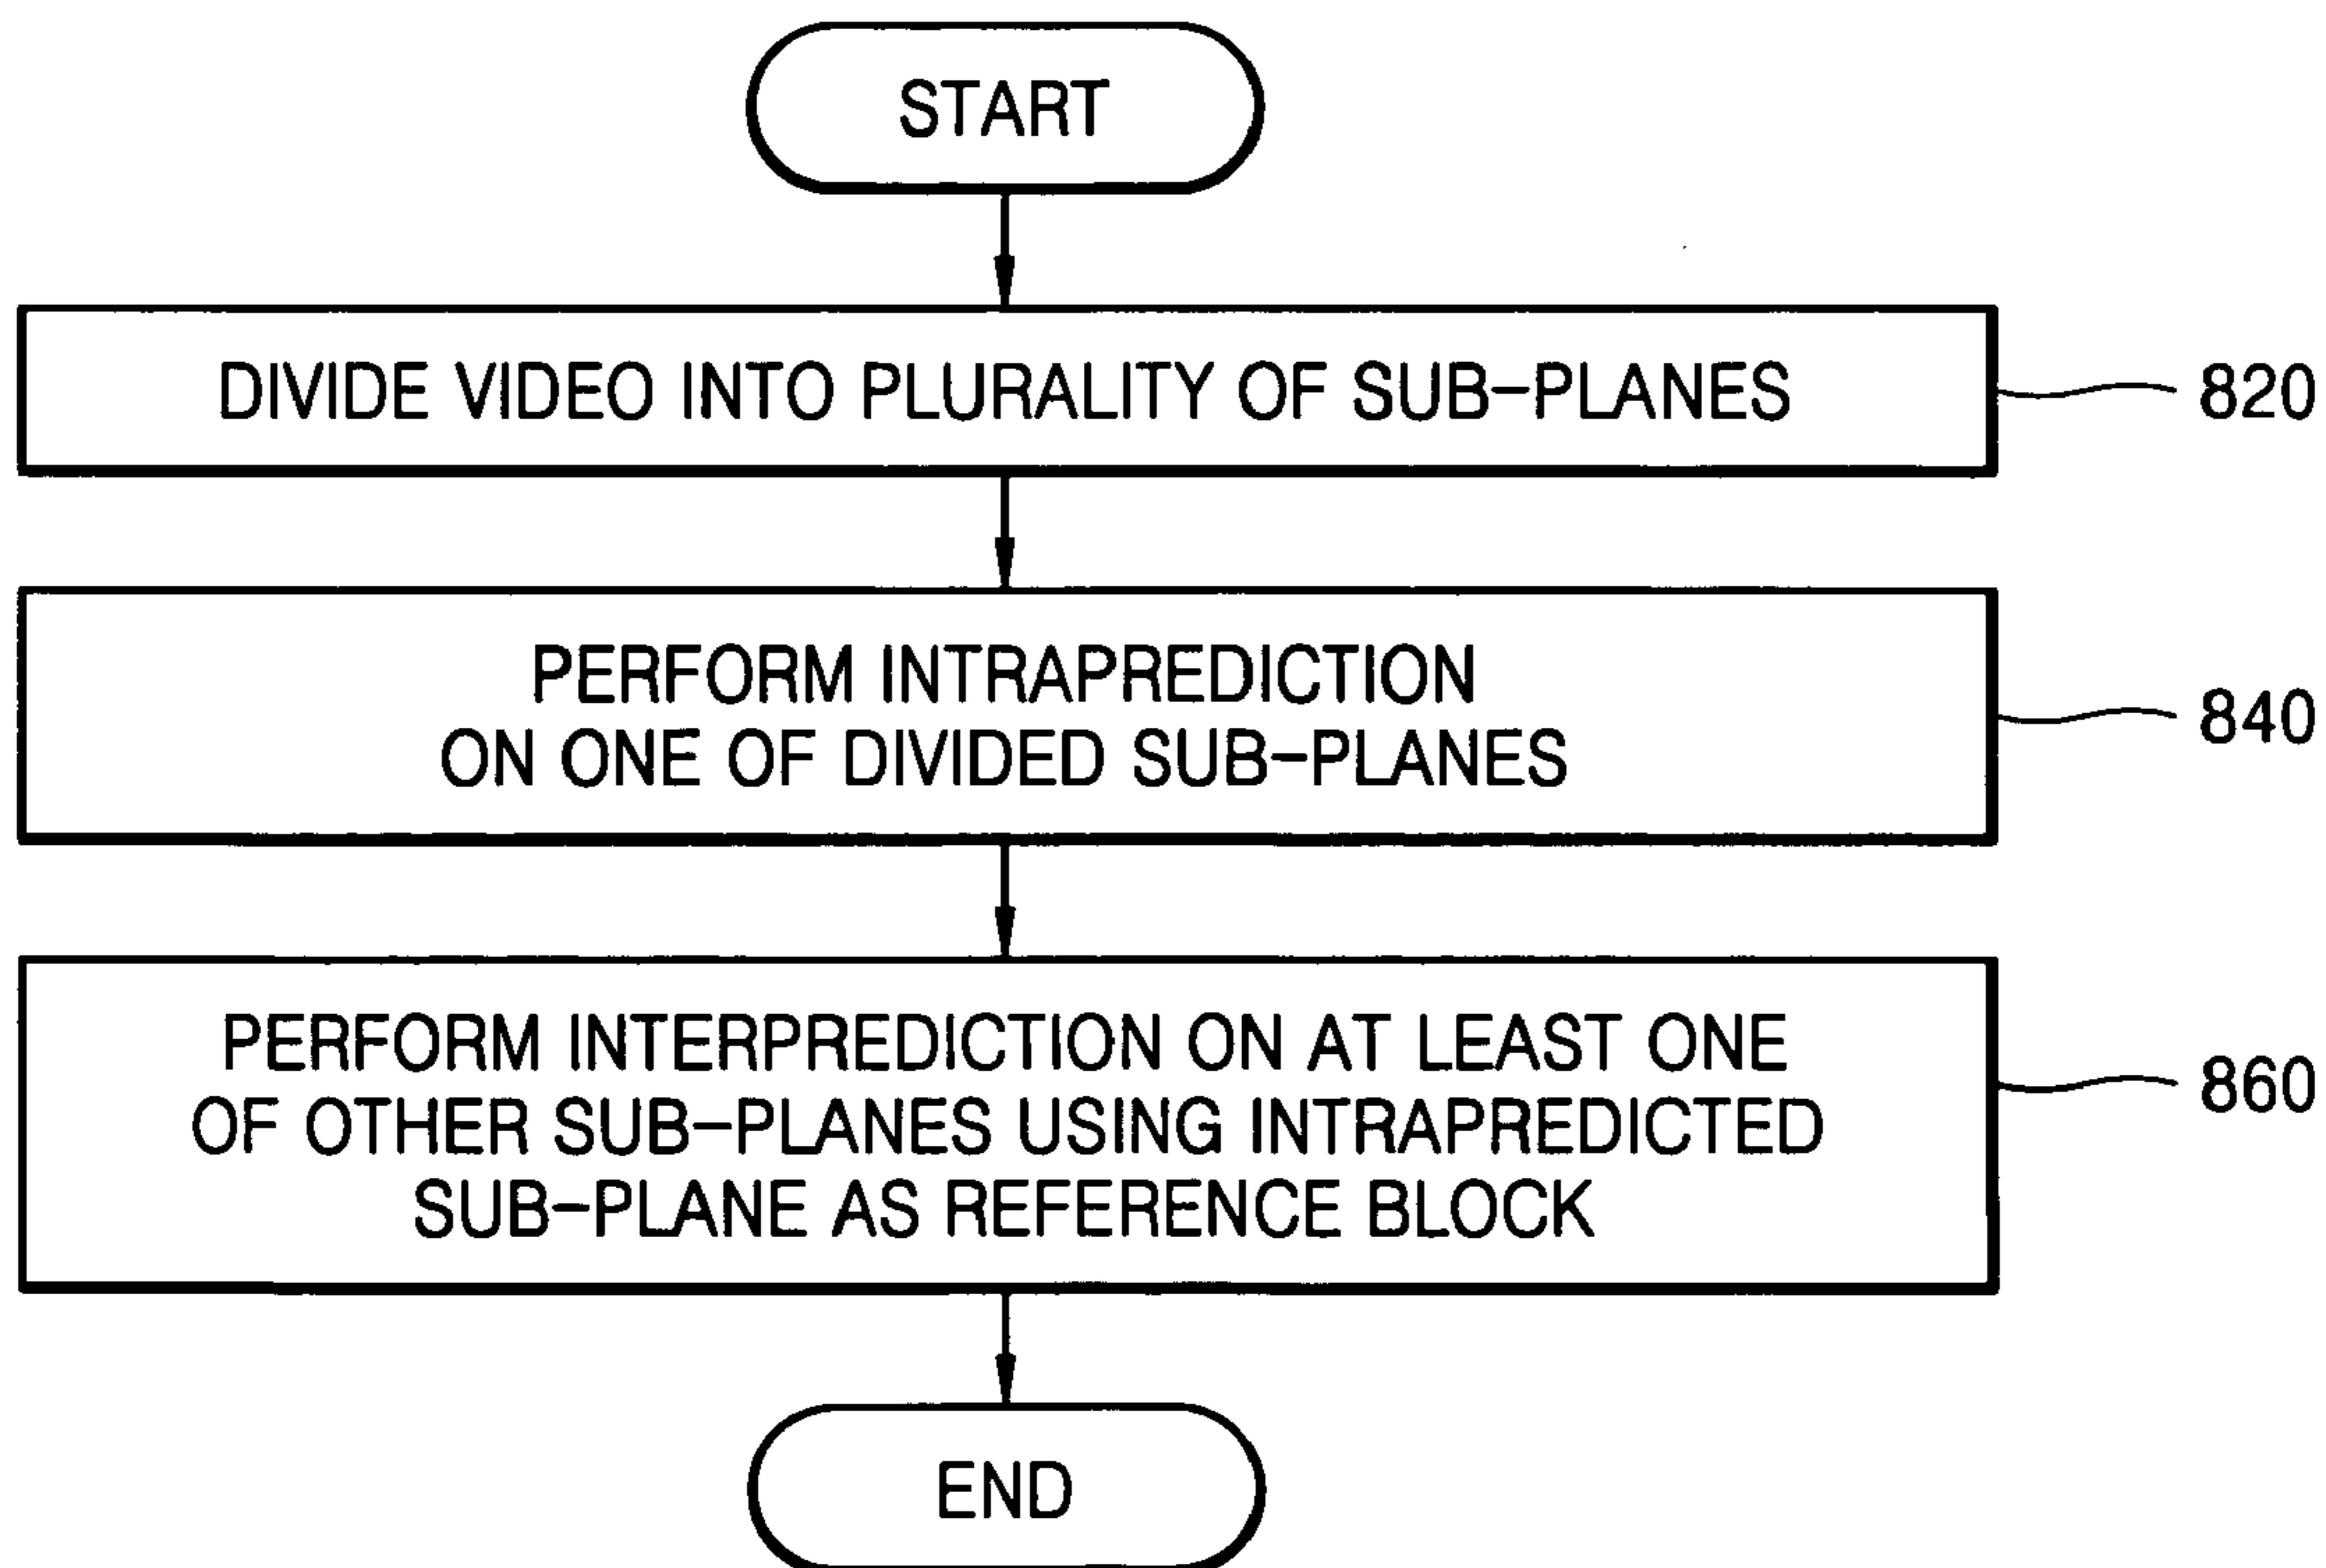 START
DIVIDE VIDEO INTO PLURALITY OF SUB-PLANES
820
PERFORM INTRAPREDICTION
ON ONE OF DIVIDED SUB-PLANES
840
PERFORM INTERPREDICTION ON AT LEAST ONE
OF OTHER SUB-PLANES USING INTRAPREDICTED
SUB-PLANE AS REFERENCE BLOCK
860
END